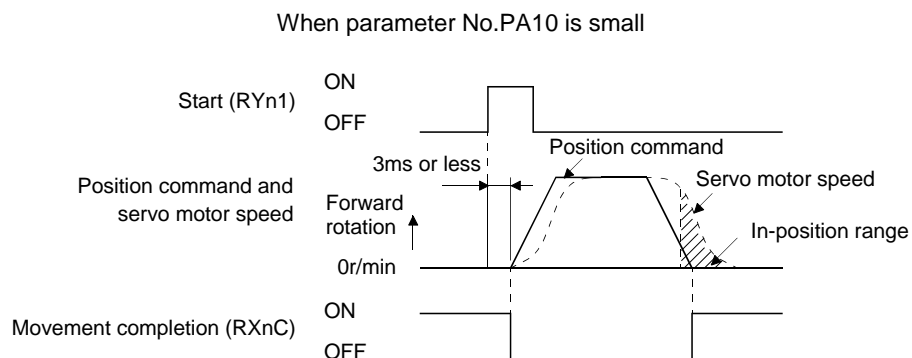 When parameter No.PA10 is small
Start (RYn1)
ON
OFF
3ms or less
Position command
Position command and
servo motor speed
Servo motor speed
Forward
rotation
In-position range
0r/min
Movement completion (RXnC)
ON
OFF